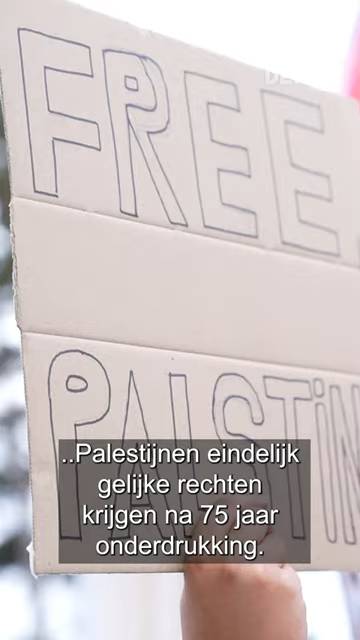 FREE
PALSTIN
..Palestijnen eindelijk
gelijke rechten
krijgen na 75 jaar
onderdrukking.